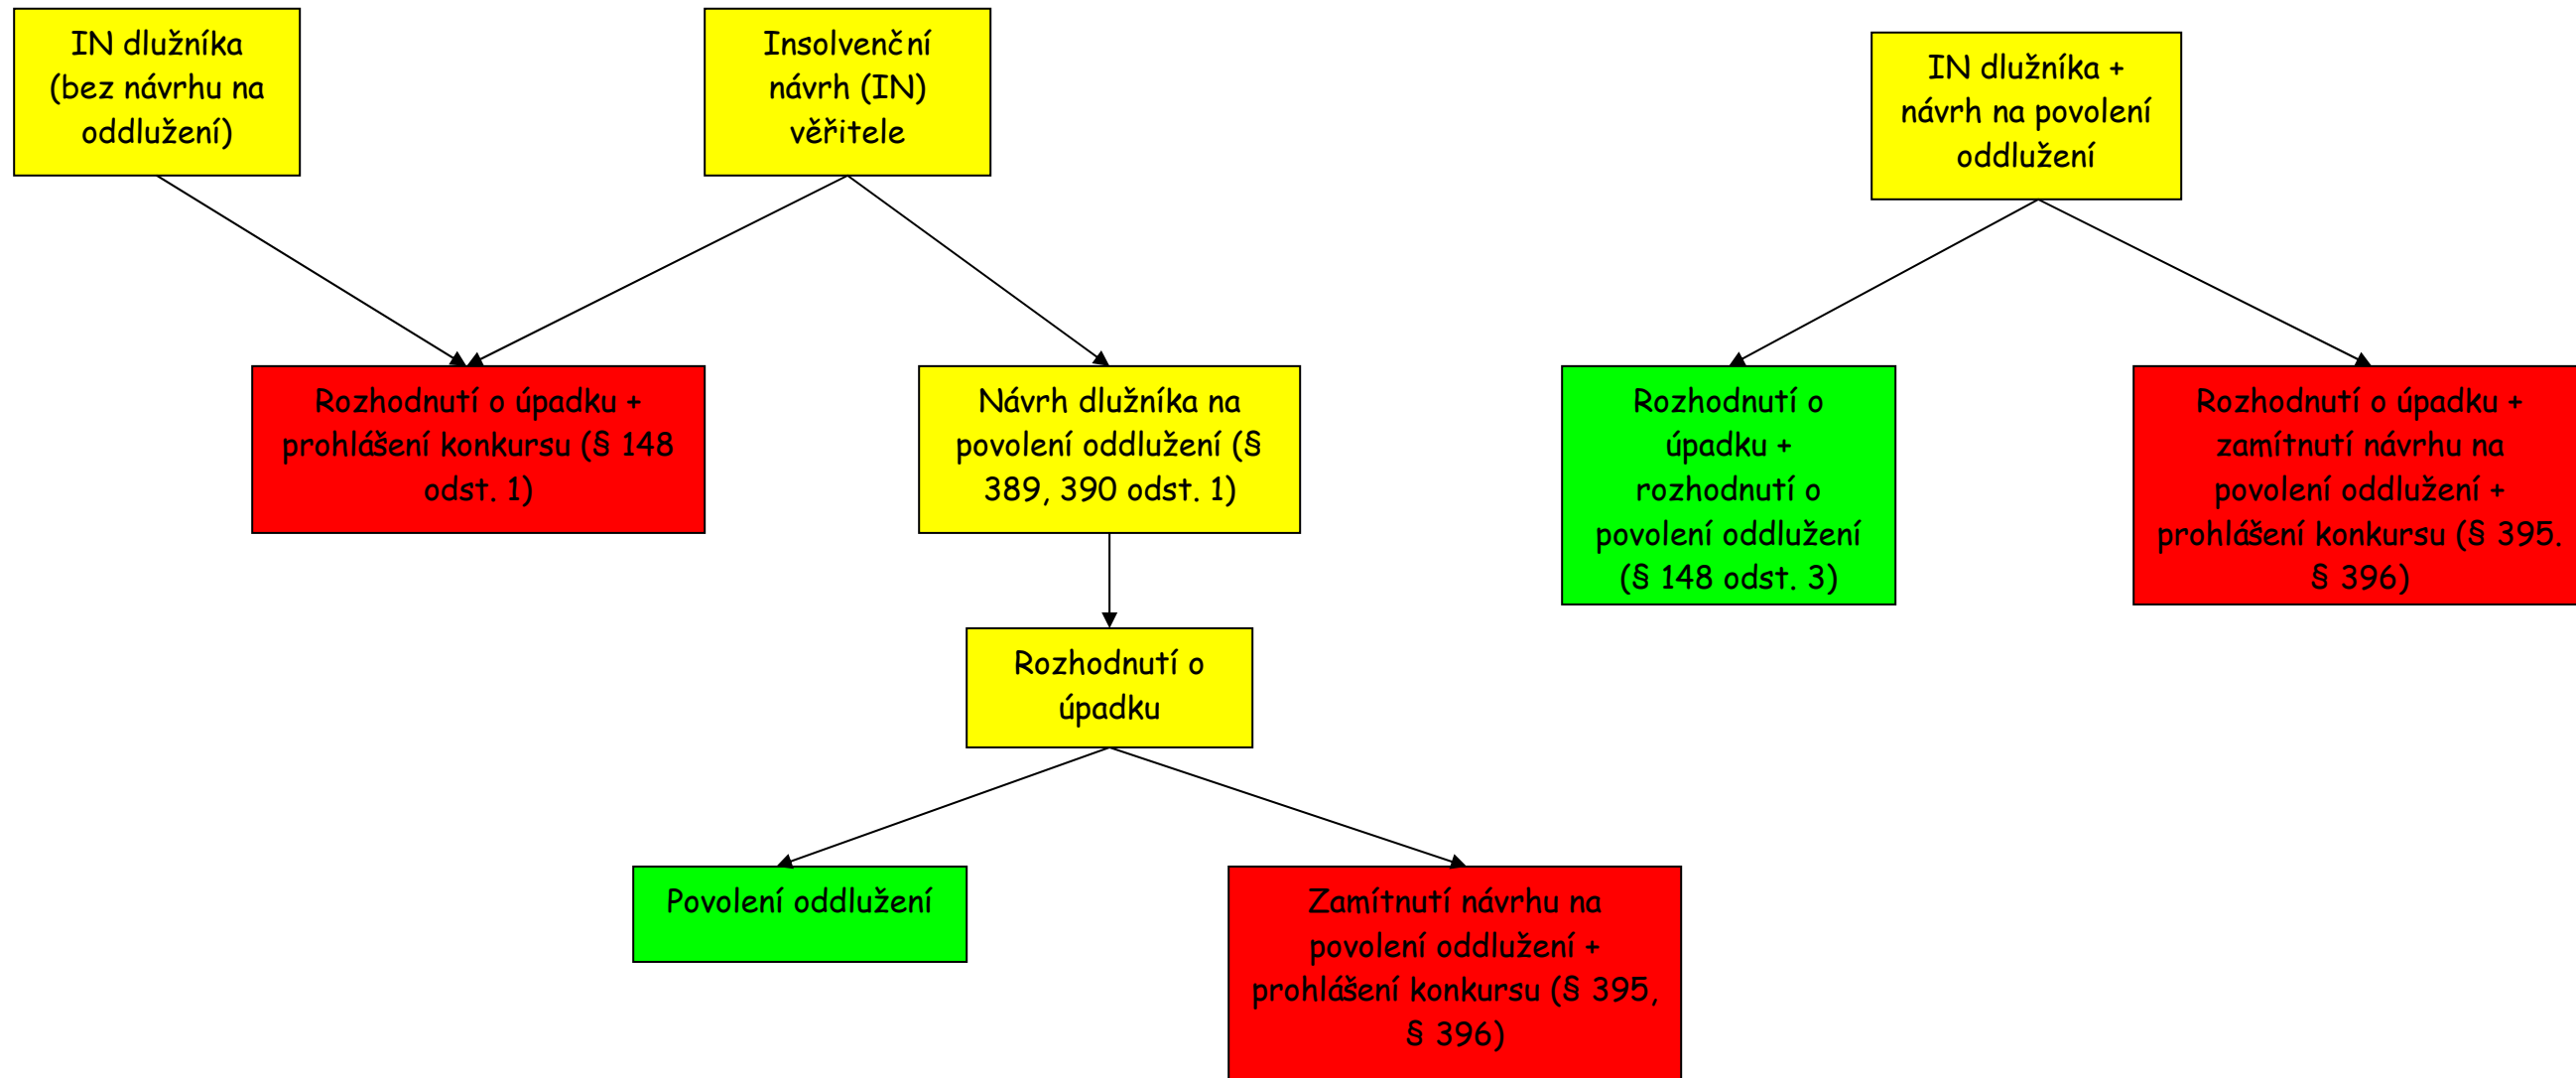 IN dlužníka
(bez návrhu na
oddlužení)
Insolvenční
návrh (IN)
věřitele
IN dlužníka +
návrh na povolení
oddlužení
Rozhodnutí o úpadku +
prohlášení konkursu (§ 148
odst. 1)
Návrh dlužníka na
povolení oddlužení (§
389, 390 odst. 1)
Rozhodnutí o
úpadku +
rozhodnutí o
povolení oddlužení
(§ 148 odst. 3)
Rozhodnutí o úpadku +
zamítnutí návrhu na
povolení oddlužení +
prohlášení konkursu (§ 395.
§ 396)
Rozhodnutí o
úpadku
Povolení oddlužení
Zamítnutí návrhu na
povolení oddlužení +
prohlášení konkursu (§ 395,
§ 396)